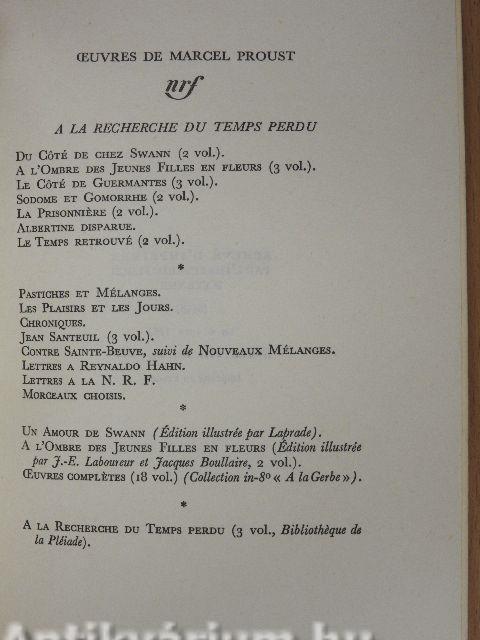 ŒUVRES DE MARCEL PROUST
nrf
A LA RECHERCHE DU TEMPS PERDU
Du Côté de chez Swann (2 vol.).
A l'Ombre des Jeunes Filles en fleurs (3 vol.).
Le Côté de Guermantes (3 vol.).
Sodome et Gomorrhe (2 vol.).
La Prisonnière (2 vol.).
Albertine disparue.
Le Temps retrouvé (2 vol.).
*
Pastiches et Mélanges.
Les Plaisirs et les Jours.
Chroniques.
Jean Santeuil (3 vol.).
Contre Sainte-Beuve, suivi de Nouveaux Mélanges.
Lettres a Reynaldo Hahn.
Lettres a la N. R. F.
Morceaux choisis.
*
Un Amour de Swann (Édition illustrée par Laprade).
A l'Ombre des Jeunes Filles en fleurs (Édition illustrée
par J.-E. Laboureur et Jacques Boullaire, 2 vol.).
Œuvres complètes (18 vol.) (Collection in-8º « A la Gerbe »).
*
A la Recherche du Temps perdu (3 vol., Bibliothèque de
la Pléiade).
Antikvárium.hu